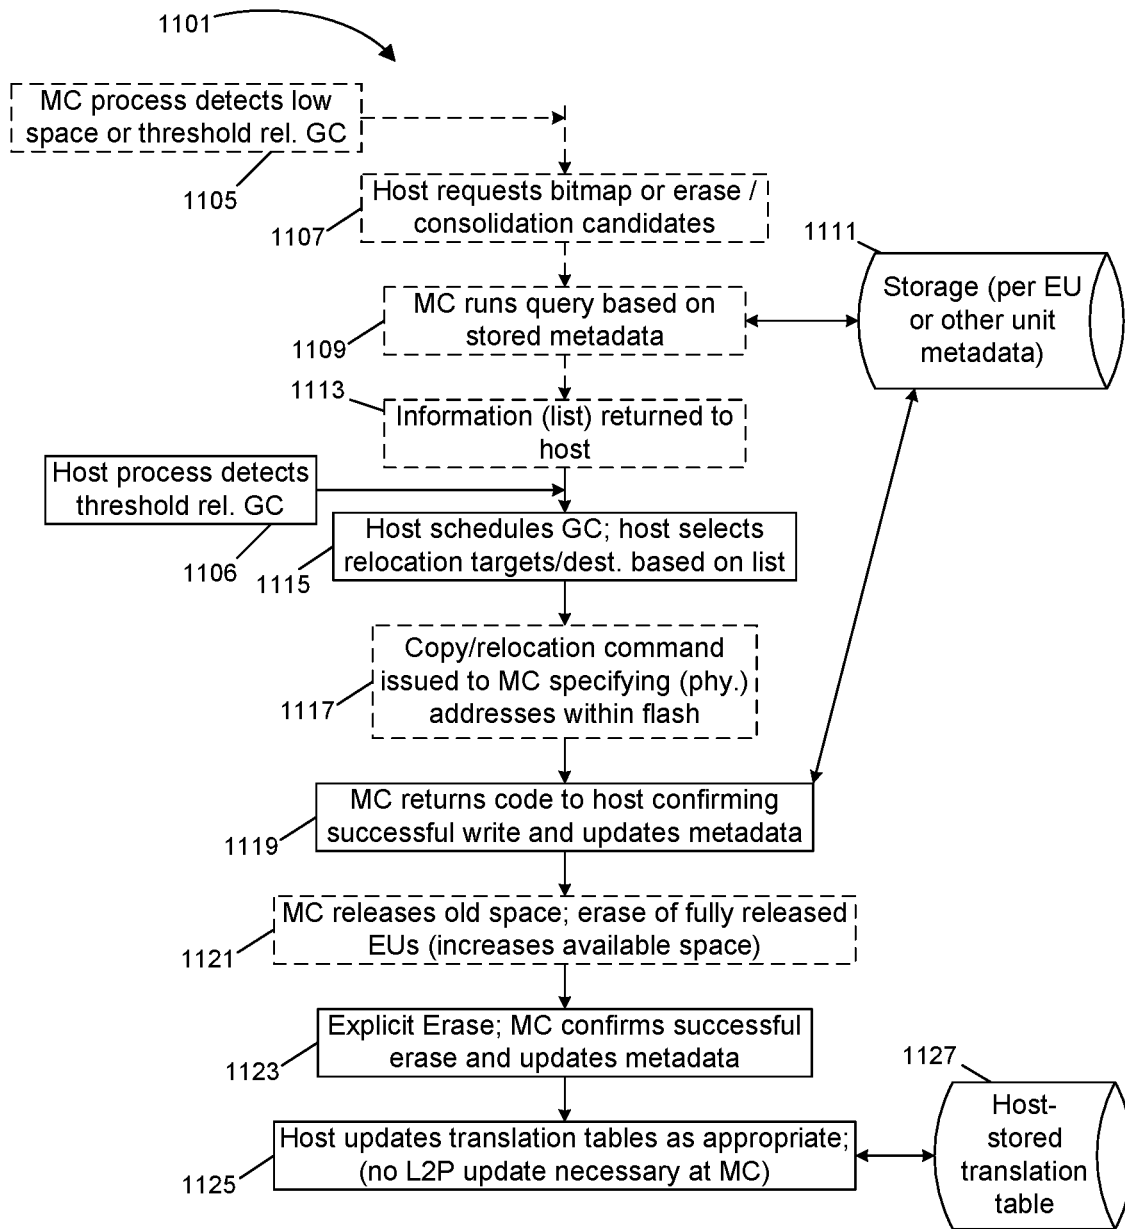 1101
MC process detects low
space or threshold rel. GC
1105
Host requests bitmap or erase /
consolidation candidates
1107
1111
Storage (per EU
or other unit
metadata)
MC runs query based on
stored metadata
1109
1113
Information (list) returned to
host
Host process detects
threshold rel. GC
1106
Host schedules GC; host selects
relocation targets/dest. based on list
1115
Copy/relocation command
issued to MC specifying (phy.)
addresses within flash
1117
MC returns code to host confirming
successful write and updates metadata
1119
MC releases old space; erase of fully released
EUs (increases available space)
1121
Explicit Erase; MC confirms successful
erase and updates metadata
1123
1127
Host-
stored
translation
table
Host updates translation tables as appropriate;
(no L2P update necessary at MC)
1125